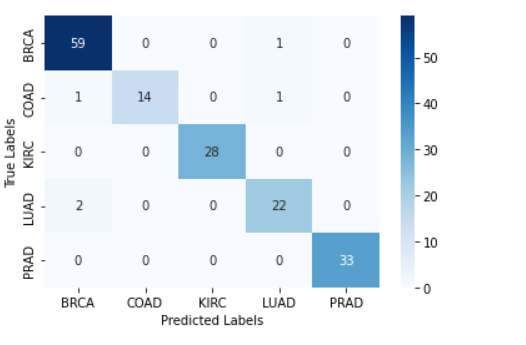 True Labels
BRCA 59 0 0 1 0
COAD 1 14 0 1 0
KIRC 0 0 28 0 0
LUAD 2 0 0 22 0
PRAD 0 0 0 0 33
BRCA COAD KIRC LUAD PRAD
Predicted Labels
50
40
30
20
10
0